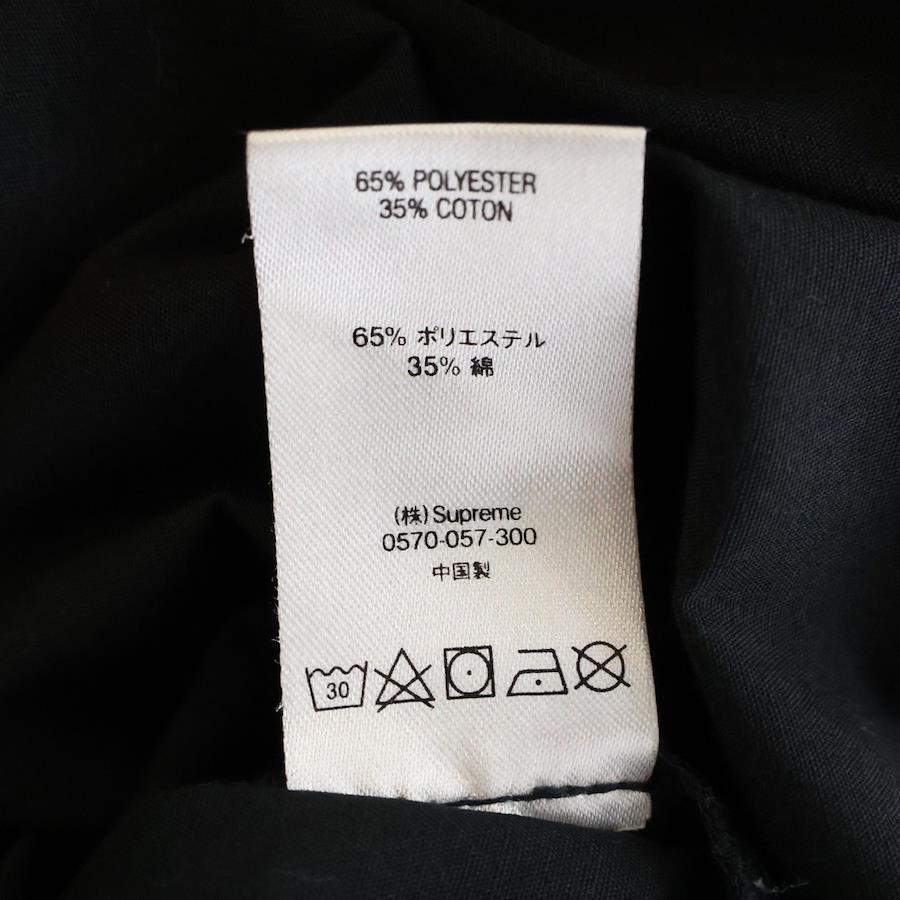 65% POLYESTER
35% COTON
65% ポリエステル
35% 綿
(株) Supreme
0570-057-300
中国製
30